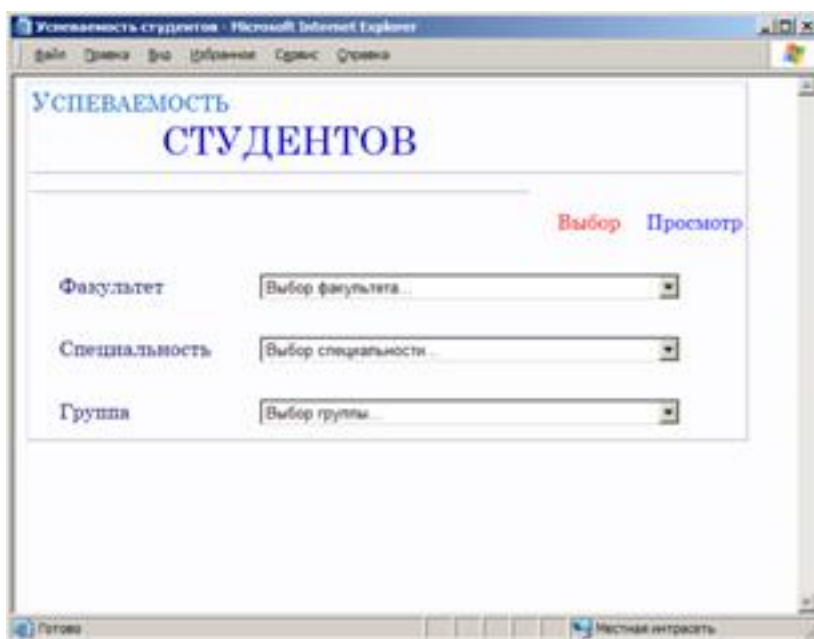 Успеваемость студентов - Microsoft Internet Explorer
Файл Правка Вид Избранное Сервис Справка
Успеваемость
СТУДЕНТОВ
Выбор Просмотр
Факультет Выбор факультета...
Специальность Выбор специальности...
Группа Выбор группы...
Готово Местная интрасеть